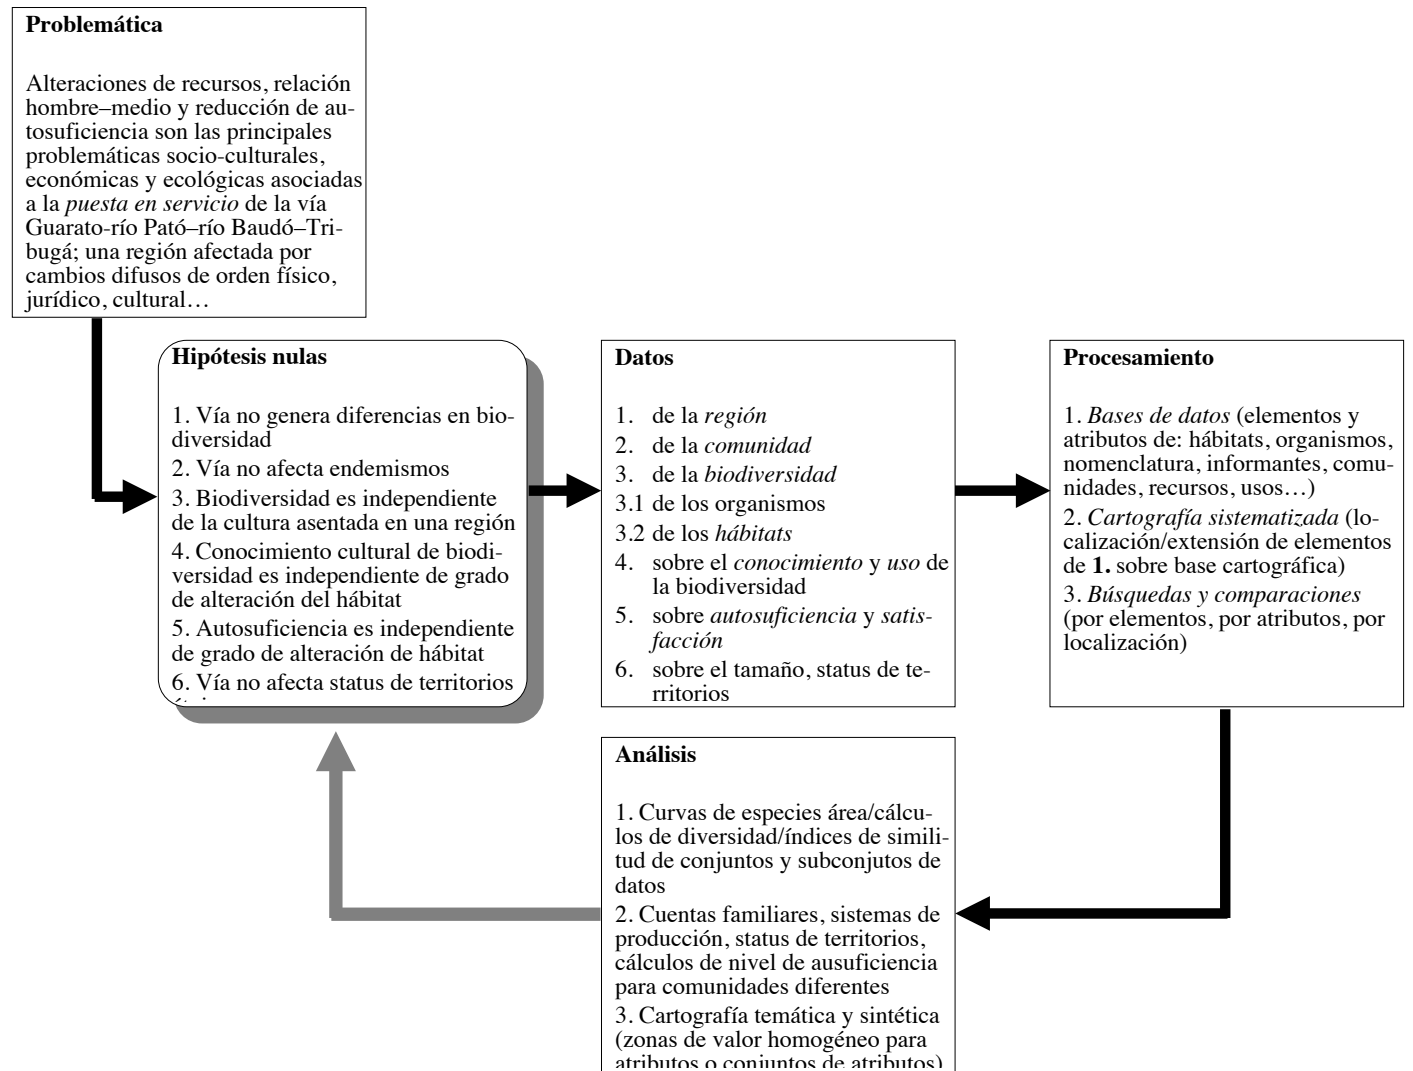 Problemática
Alteraciones de recursos, relación
hombre–medio y reducción de au-
tosuficiencia son las principales
problemáticas socio-culturales,
económicas y ecológicas asociadas
a la puesta en servicio de la vía
Guarato-río Pató–río Baudó–Tri-
bugá; una región afectada por
cambios difusos de orden físico,
jurídico, cultural…
Hipótesis nulas
1. Vía no genera diferencias en bio-
diversidad
2. Vía no afecta endemismos
3. Biodiversidad es independiente
de la cultura asentada en una región
4. Conocimiento cultural de biodi-
versidad es independiente de grado
de alteración del hábitat
5. Autosuficiencia es independiente
de grado de alteración de hábitat
6. Vía no afecta status de territorios
Datos
1. de la región
2. de la comunidad
3. de la biodiversidad
3.1 de los organismos
3.2 de los hábitats
4. sobre el conocimiento y uso de
la biodiversidad
5. sobre autosuficiencia y satis-
facción
6. sobre el tamaño, status de te-
rritorios
Procesamiento
1. Bases de datos (elementos y
atributos de: hábitats, organismos,
nomenclatura, informantes, comu-
nidades, recursos, usos…)
2. Cartografía sistematizada (lo-
calización/extensión de elementos
de 1. sobre base cartográfica)
3. Búsquedas y comparaciones
(por elementos, por atributos, por
localización)
Análisis
1. Curvas de especies área/cálcu-
los de diversidad/índices de simili-
tud de conjuntos y subconjutos de
datos
2. Cuentas familiares, sistemas de
producción, status de territorios,
cálculos de nivel de ausuficiencia
para comunidades diferentes
3. Cartografía temática y sintética
(zonas de valor homogéneo para
atributos o conjuntos de atributos)